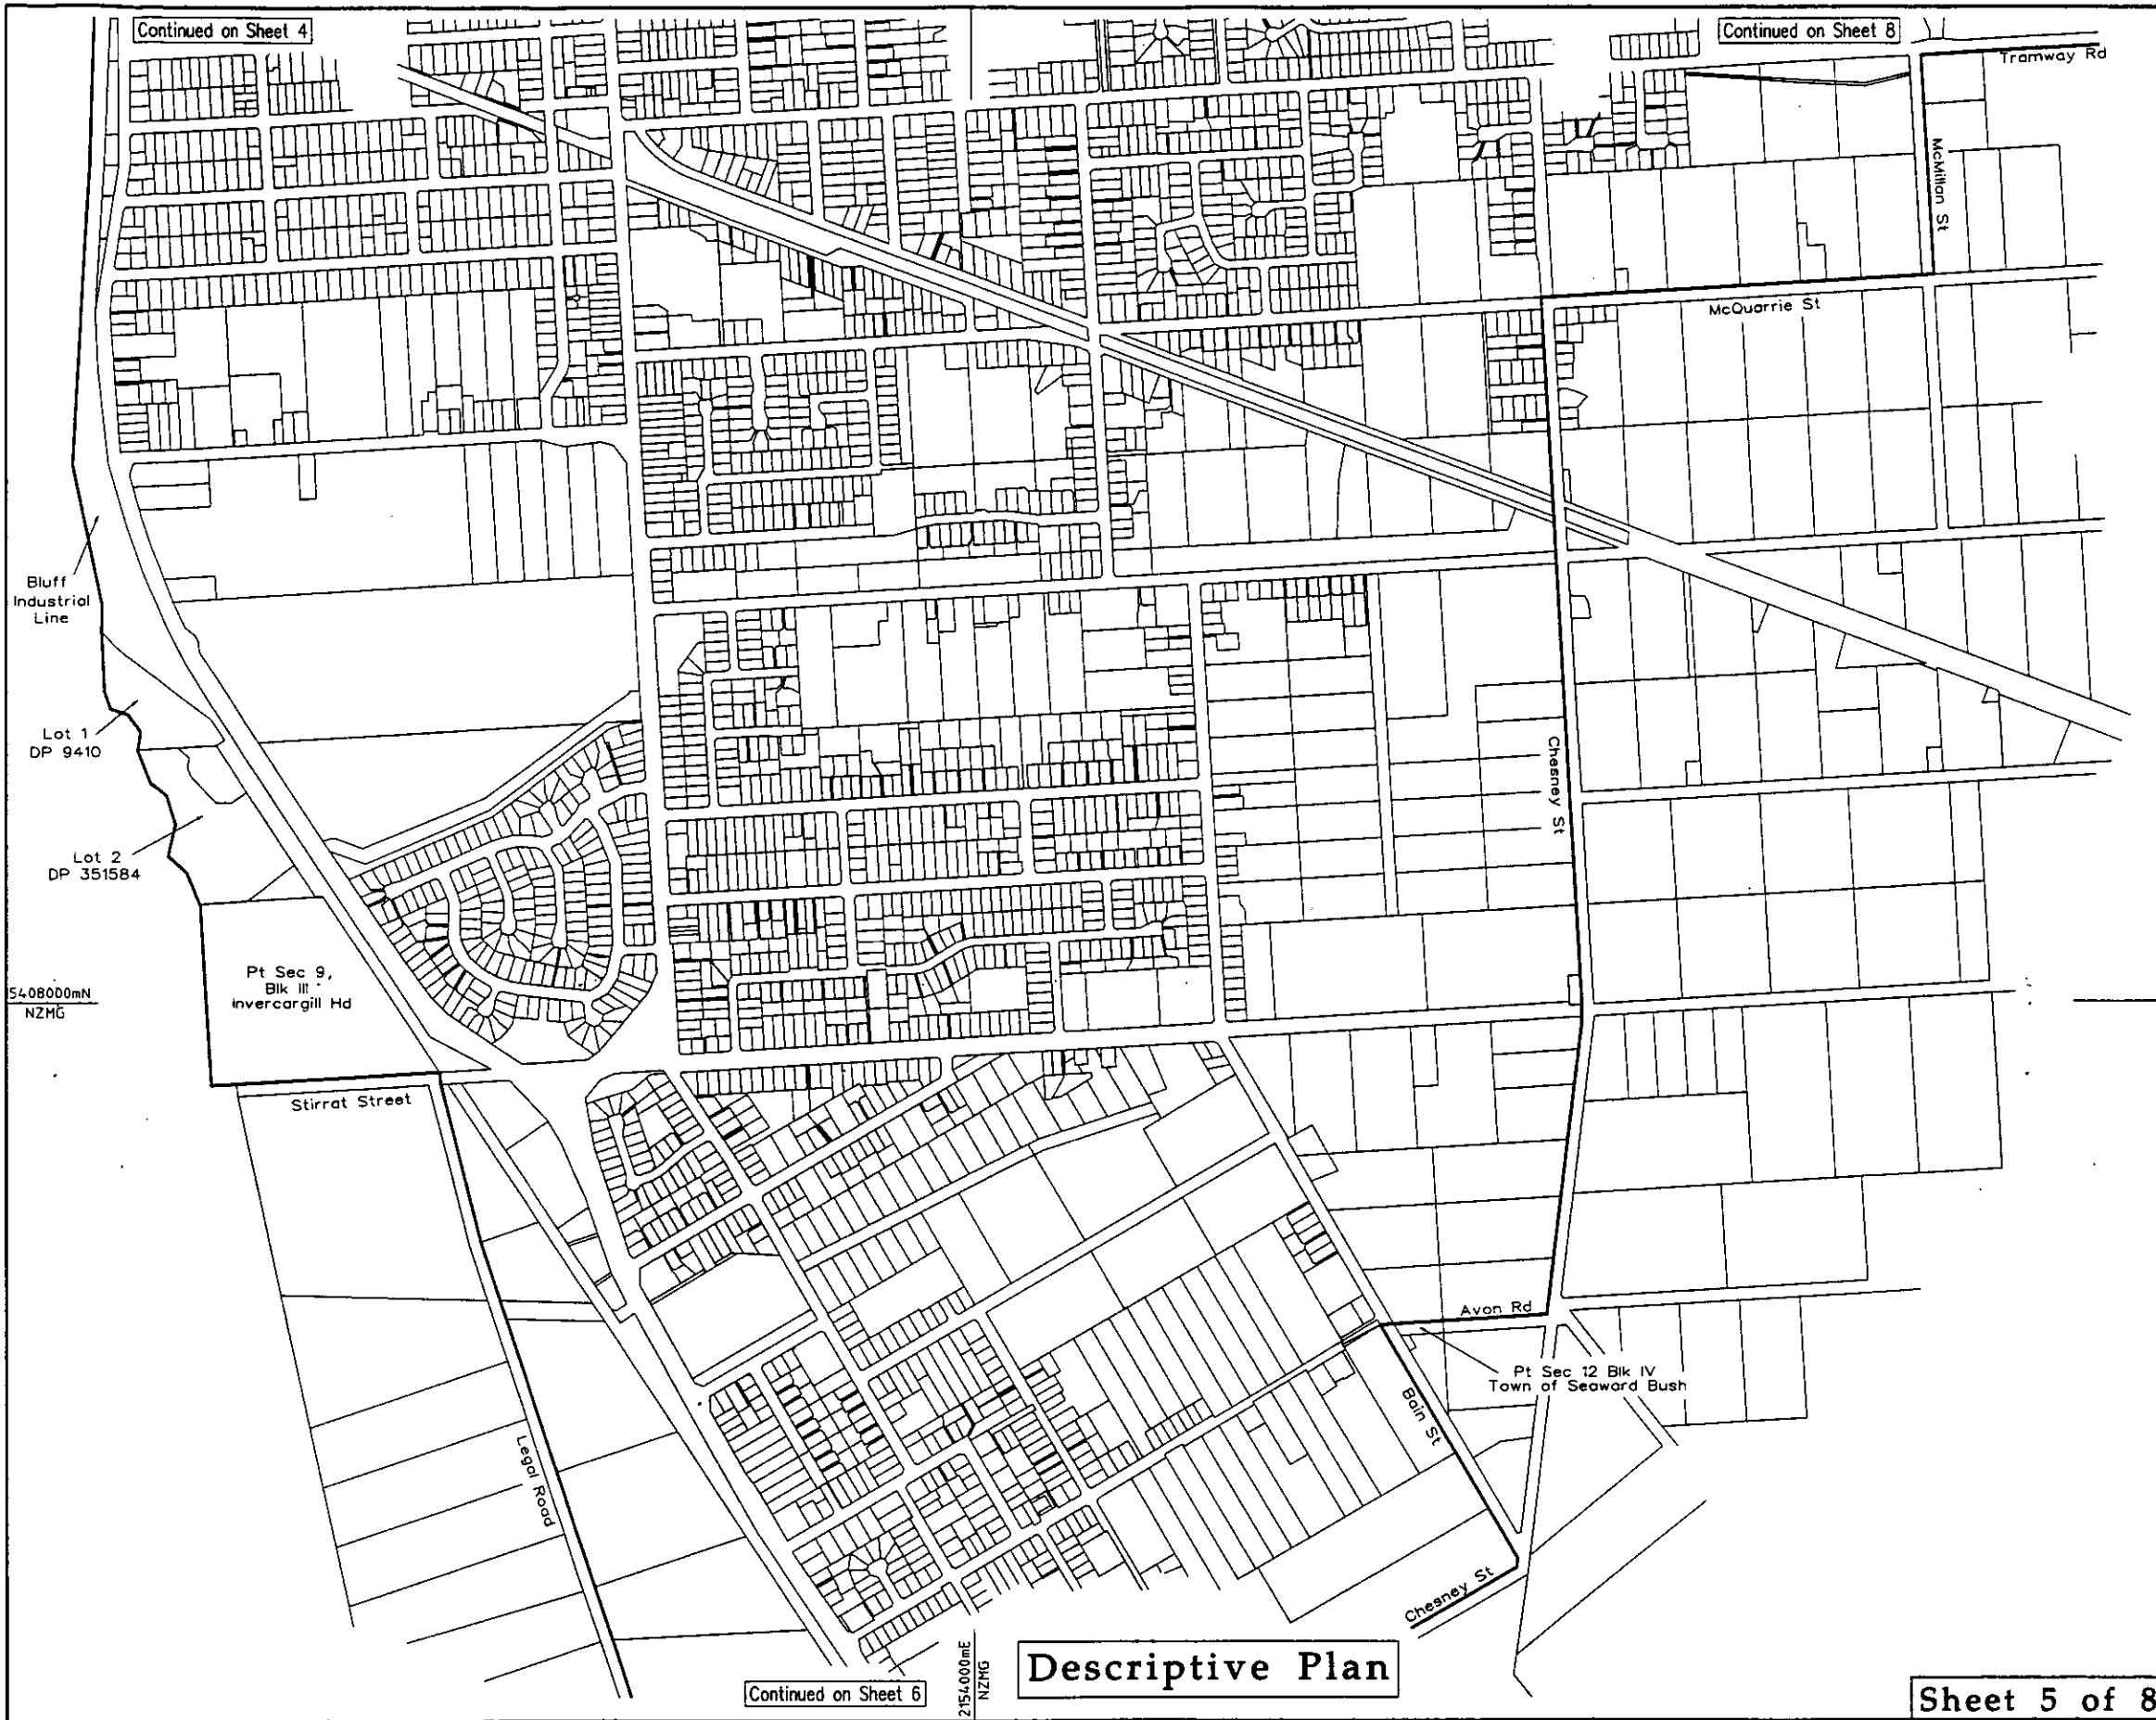 Continued on Sheet 4
Continued on Sheet 8
Tramway Rd
McMillan St
McQuarrie St
Bluff
Industrial
Line
Lot 1
DP 9410
Chesney St
Lot 2
DP 351584
Pt Sec 9,
Blk III
Invercargill Hd
5408000mN
NZMG
Stirrat Street
Avon Rd
Pt Sec 12 Blk IV
Town of Seaward Bush
Bain St
Legal Road
Chesney St
2154000mE
NZMG
Descriptive Plan
Continued on Sheet 6
Sheet 5 of 8